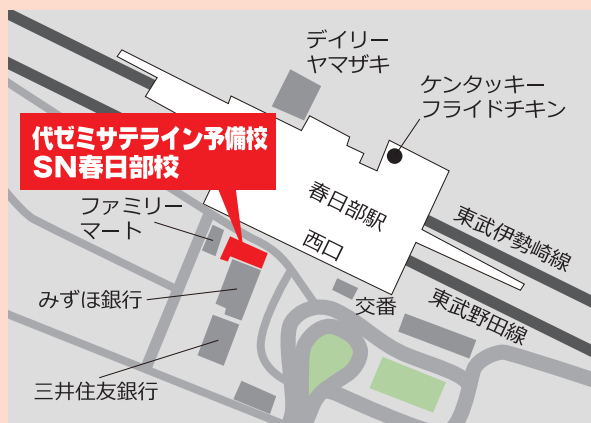 デイリー
ヤマザキ
ケンタッキー
フライドチキン
代ゼミサテライン予備校
SN春日部校
ファミリー
マート
春日部駅
西口
東武伊勢崎線
東武野田線
交番
みずほ銀行
三井住友銀行